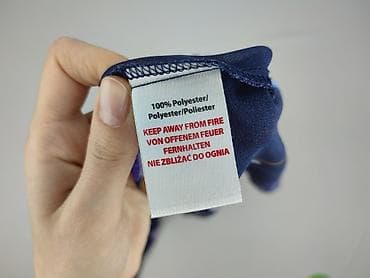 100% Polyester/
Polyester/Poliester
KEEP AWAY FROM FIRE
VON OFFENEM FEUER
FERNHALTEN
NIE ZBLIŻAĆ DO OGNIA